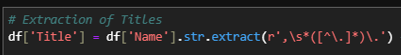 # Extraction of Titles
df['Title'] = df['Name'].str.extract(r',\s*([^\.]*)\.')